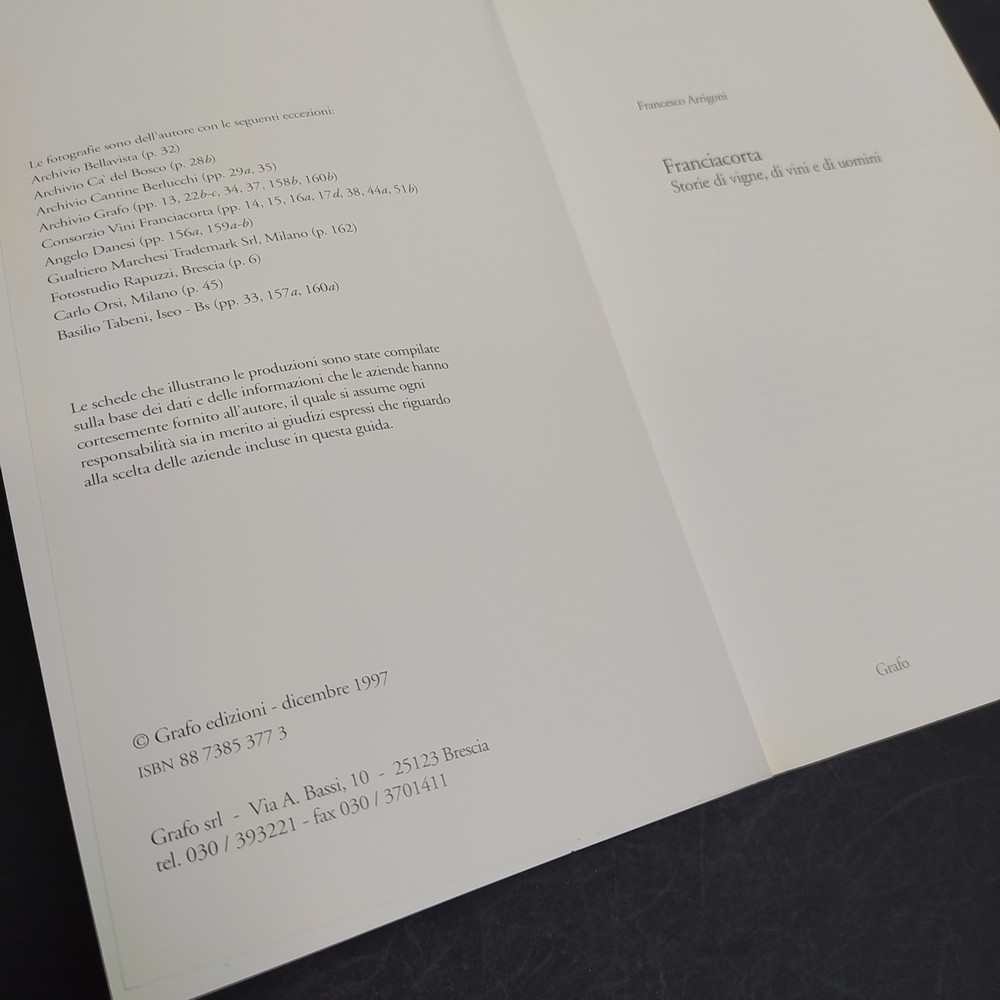 Le fotografie sono dell'autore con le seguenti eccezioni:
Archivio Bellavista (p. 32)
Archivio Ca' del Bosco (p. 28b)
Archivio Cantine Berlucchi (pp. 29a, 35)
Archivio Grafo (pp. 13, 22b-c, 34, 37, 158b, 160b)
Consorzio Vini Franciacorta (pp. 14, 15, 16a, 17d, 38, 44a, 51b)
Angelo Danesi (pp. 156a, 159a-b)
Gualtiero Marchesi Trademark Srl, Milano (p. 162)
Fotostudio Rapuzzi, Brescia (p. 6)
Carlo Orsi, Milano (p. 45)
Basilio Tabeni, Iseo - Bs (pp. 33, 157a, 160a)
Le schede che illustrano le produzioni sono state compilate
sulla base dei dati e delle informazioni che le aziende hanno
cortesemente fornito all'autore, il quale si assume ogni
responsabilità sia in merito ai giudizi espressi che riguardo
alla scelta delle aziende incluse in questa guida.
© Grafo edizioni - dicembre 1997
ISBN 88 7385 377 3
Grafo srl - Via A. Bassi, 10 - 25123 Brescia
tel. 030 / 393221 - fax 030 / 3701411
Francesco Arrigoni
Franciacorta
Storie di vigne, di vini e di uomini
Grafo